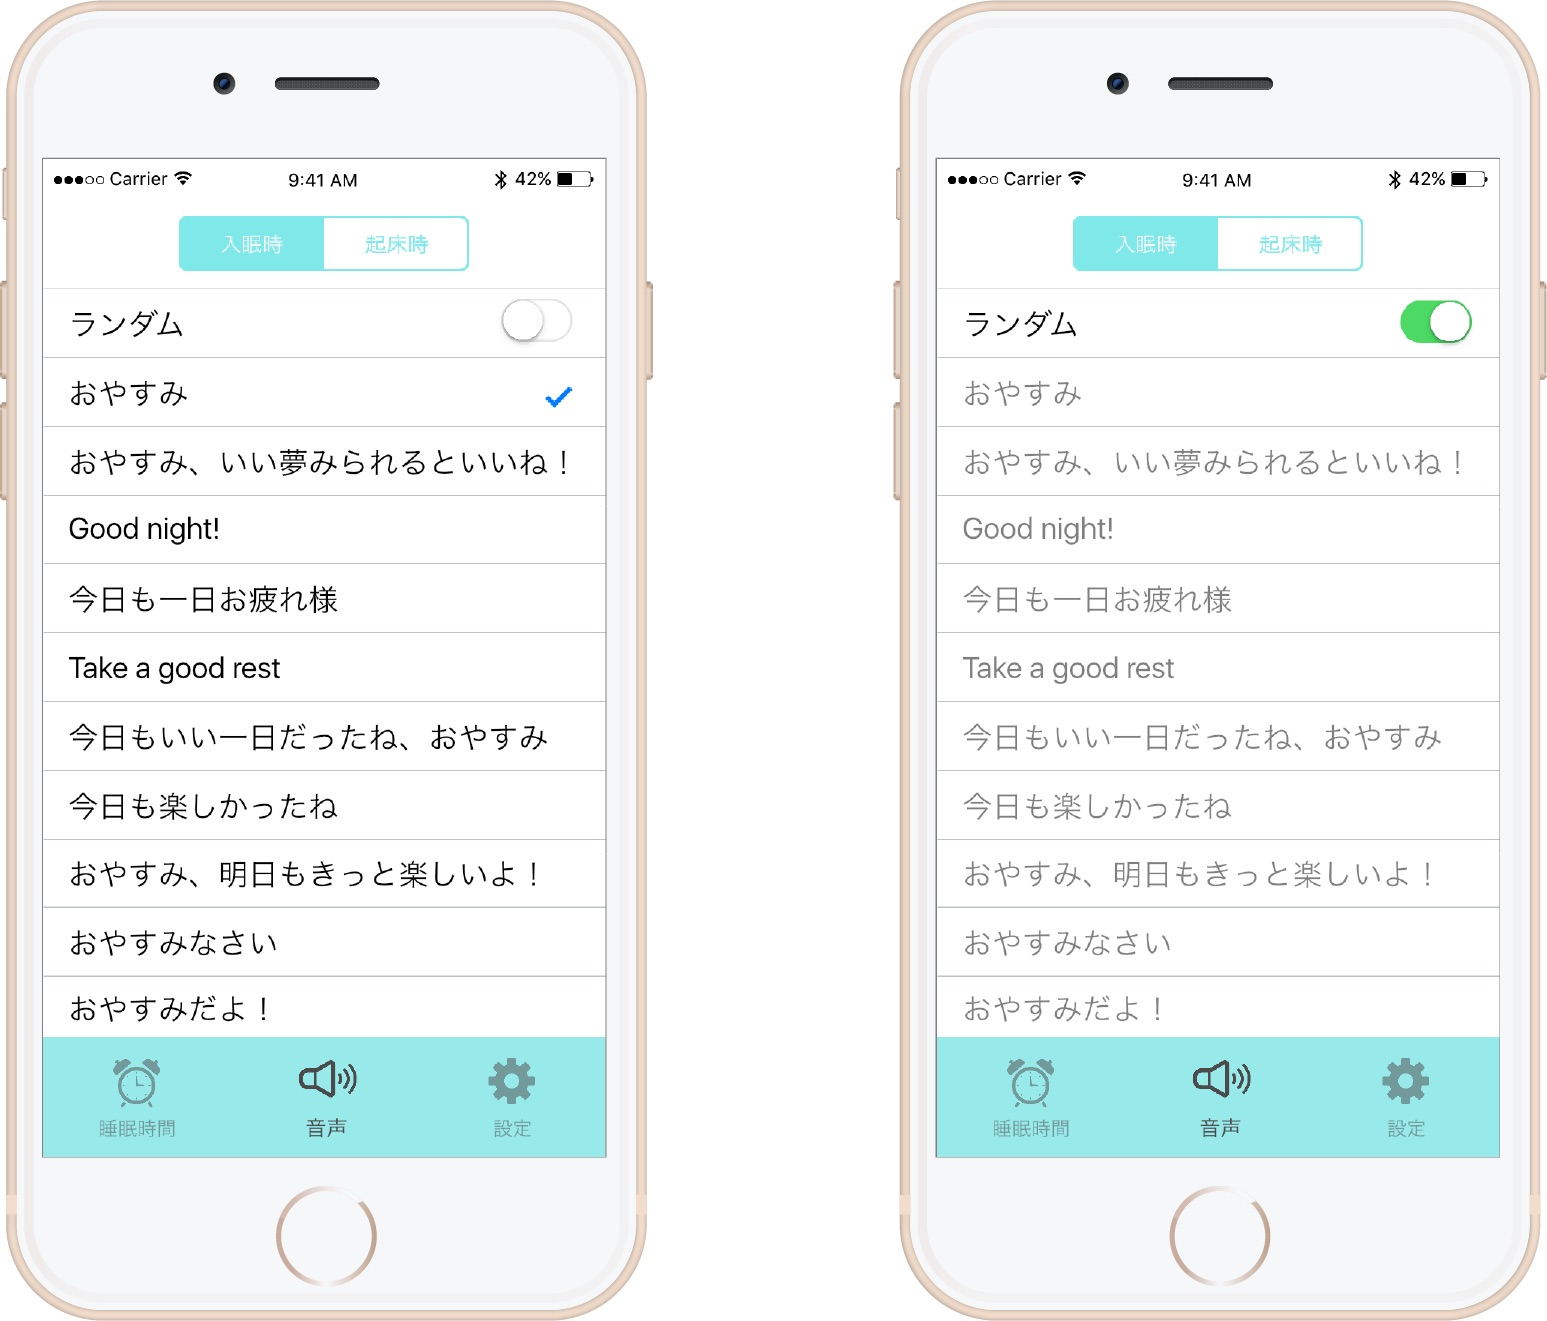 Carrier 9:41 AM 42%
入眠時 起床時
ランダム
おやすみ
おやすみ、いい夢みられるといいね！
Good night!
今日も一日お疲れ様
Take a good rest
今日もいい一日だったね、おやすみ
今日も楽しかったね
おやすみ、明日もきっと楽しいよ！
おやすみなさい
おやすみだよ！
睡眠時間 音声 設定
Carrier 9:41 AM 42%
入眠時 起床時
ランダム
おやすみ
おやすみ、いい夢みられるといいね！
Good night!
今日も一日お疲れ様
Take a good rest
今日もいい一日だったね、おやすみ
今日も楽しかったね
おやすみ、明日もきっと楽しいよ！
おやすみなさい
おやすみだよ！
睡眠時間 音声 設定